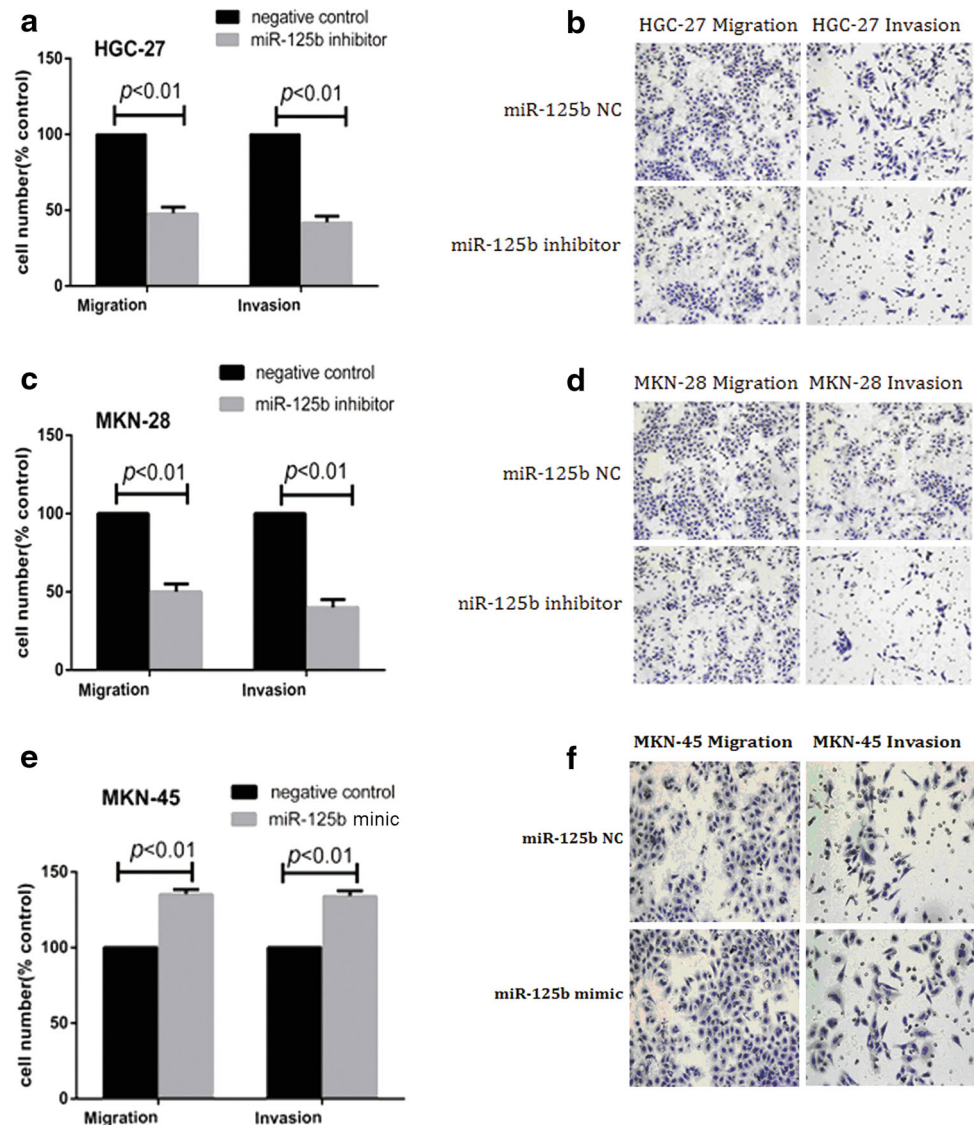 a
negative control
miR-125b inhibitor
HGC-27
cell number(% control)
150
100
50
0
p<0.01
p<0.01
Migration
Invasion
b
HGC-27 Migration
HGC-27 Invasion
miR-125b NC
miR-125b inhibitor
c
negative control
miR-125b inhibitor
MKN-28
cell number(% control)
150
100
50
0
p<0.01
p<0.01
Migration
Invasion
d
MKN-28 Migration
MKN-28 Invasion
miR-125b NC
niR-125b inhibitor
e
negative control
miR-125b minic
MKN-45
cell number(% control)
150
100
50
0
p<0.01
p<0.01
Migration
Invasion
f
MKN-45 Migration
MKN-45 Invasion
miR-125b NC
miR-125b mimic